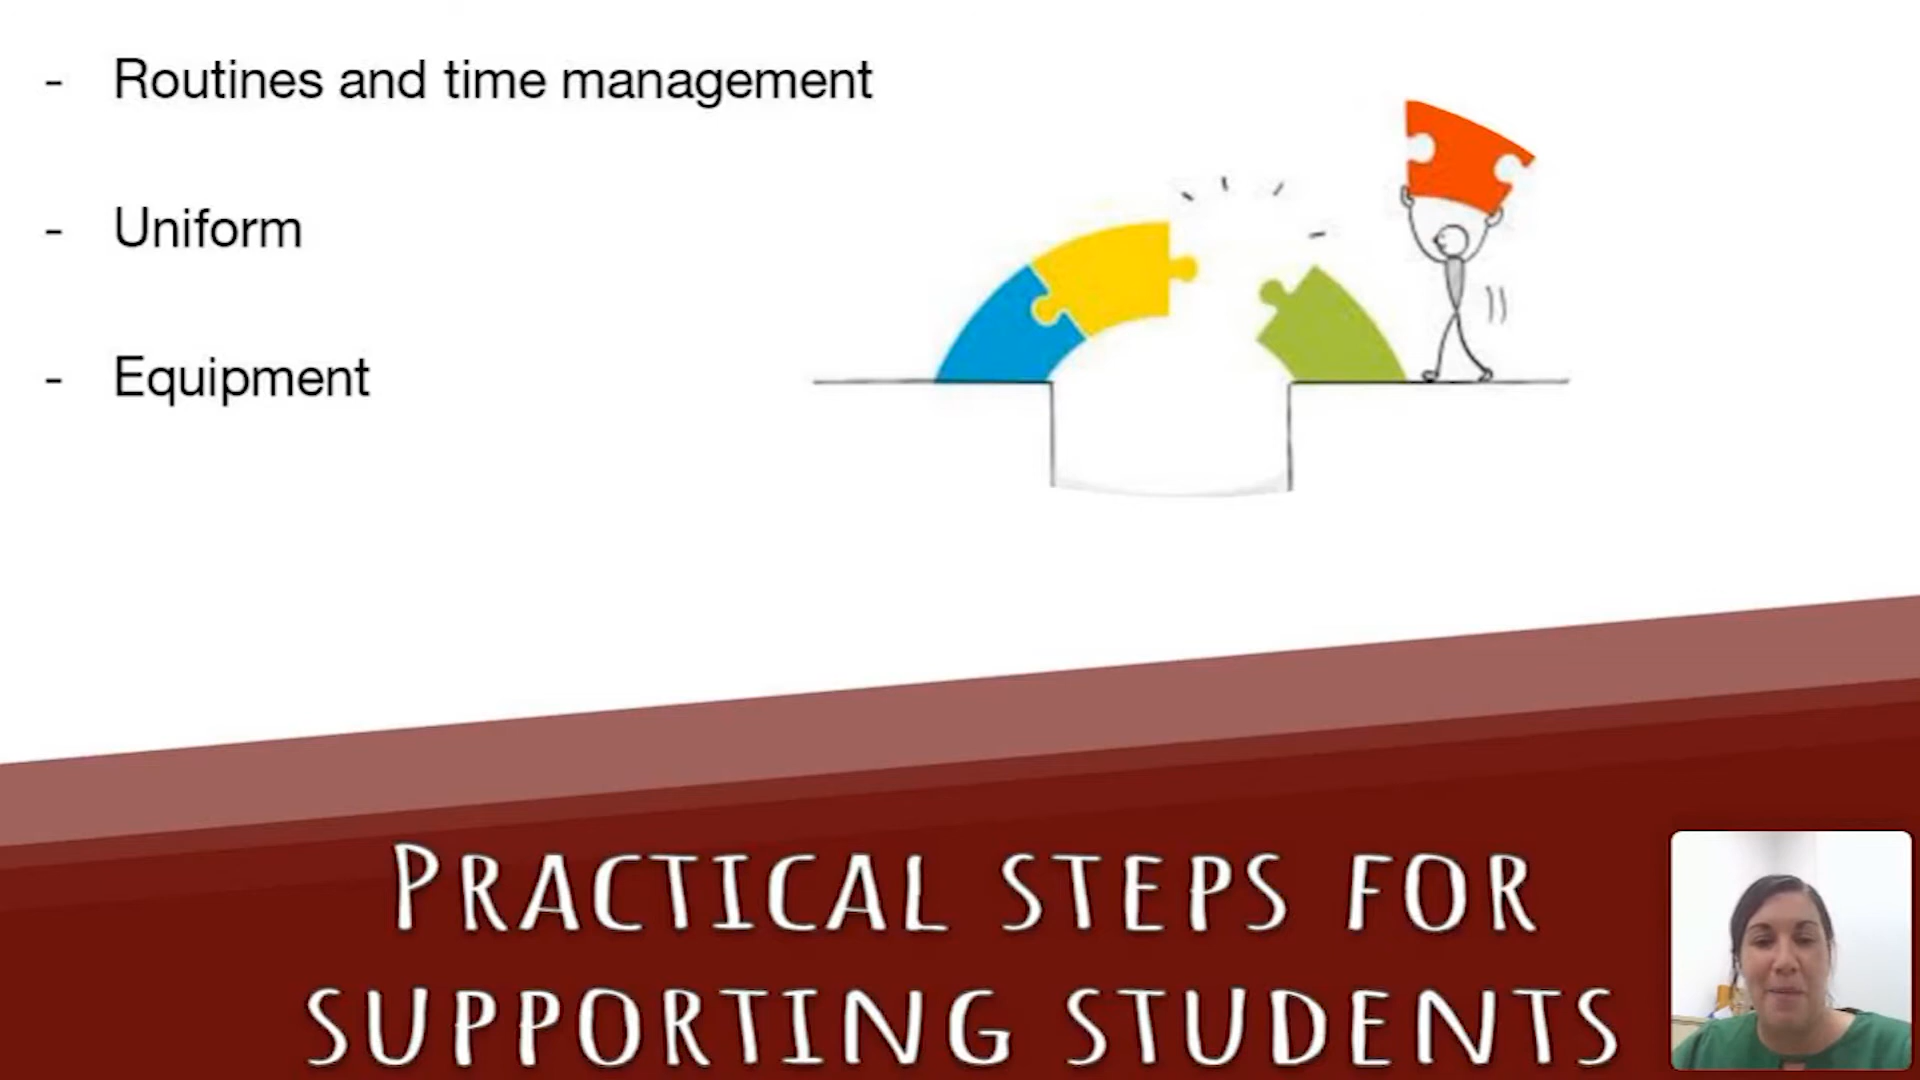 - Routines and time management
- Uniform
- Equipment
PRACTICAL STEPS FOR
SUPPORTING STUDENTS